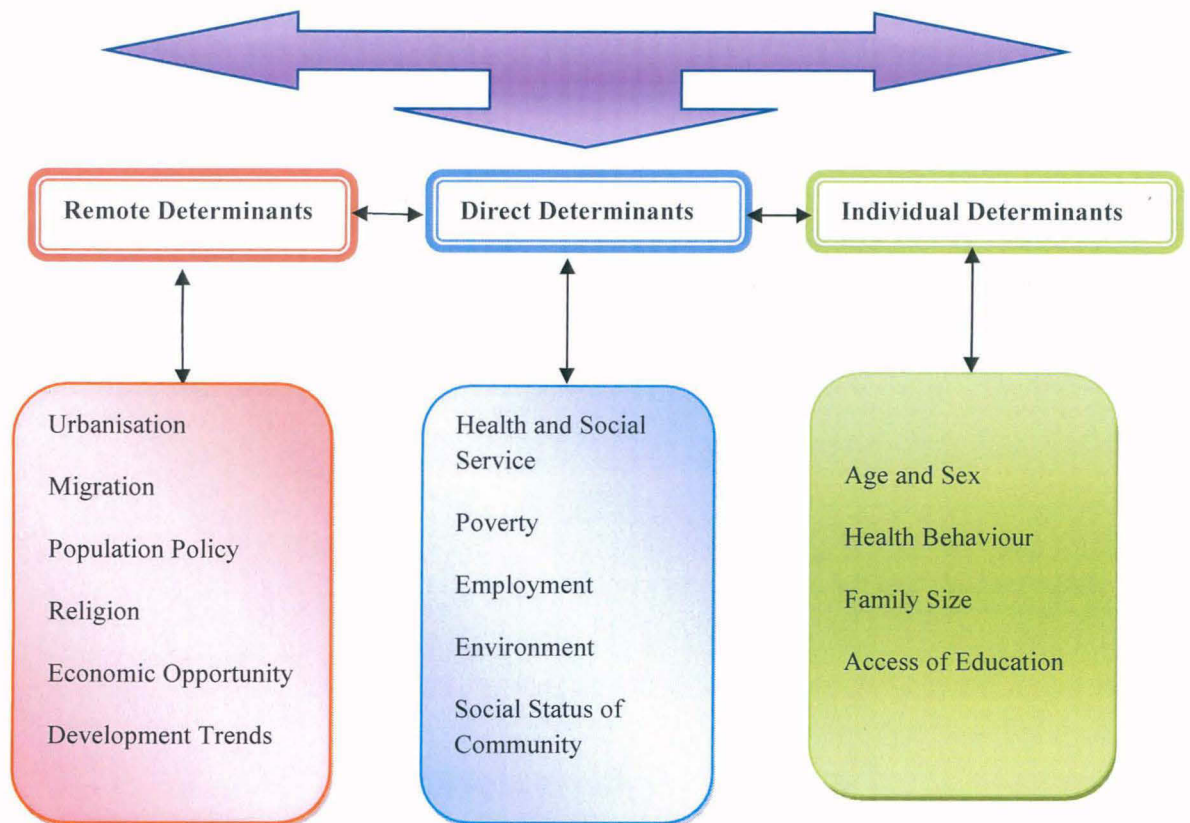 Remote Determinants
Direct Determinants
Individual Determinants
Urbanisation
Migration
Population Policy
Religion
Economic Opportunity
Development Trends
Health and Social
Service
Poverty
Employment
Environment
Social Status of
Community
Age and Sex
Health Behaviour
Family Size
Access of Education